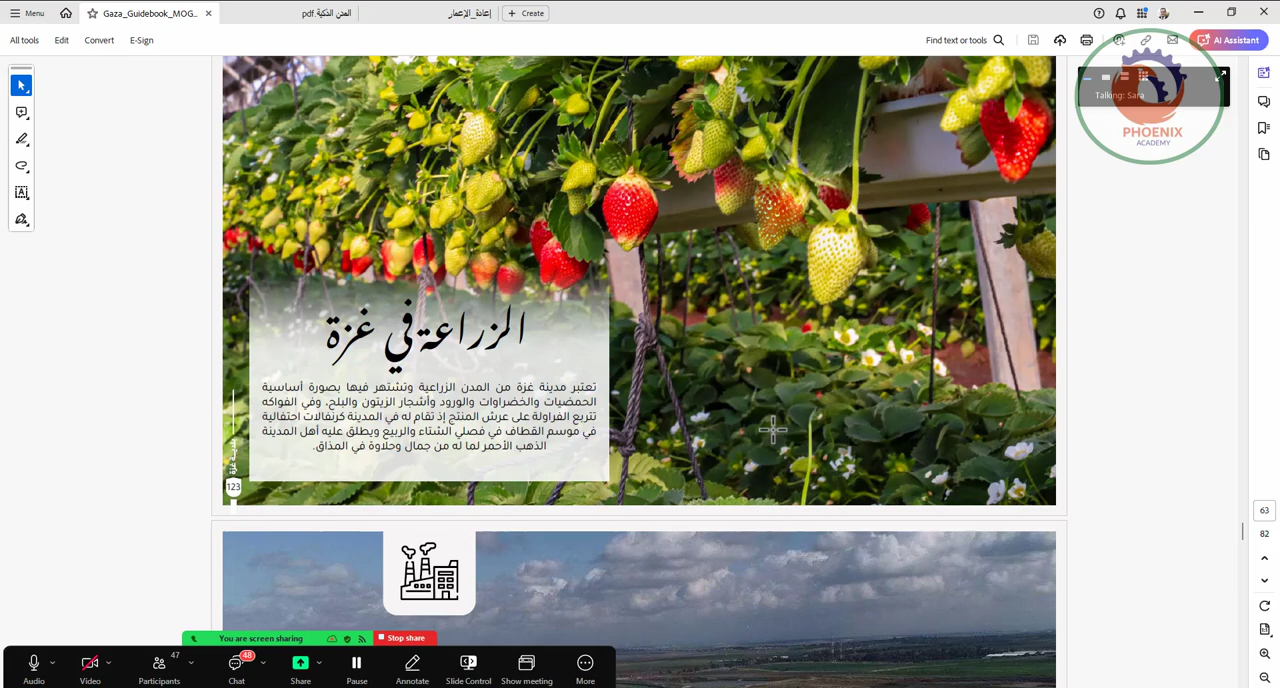 Menu
Gaza_Guidebook_MOG...
المدن الذكية.pdf
إعادة_الإعمار
+ Create
All tools
Edit
Convert
E-Sign
Find text or tools
AI Assistant
Talking: Sara
PHOENIX
ACADEMY
الزراعة في غزة
تعتبر مدينة غزة من المدن الزراعية وتشتهر فيها بصورة أساسية
الحمضيات والخضراوات والورود وأشجار الزيتون والبلح، وفي الفواكه
تتربع الفراولة على عرش المنتج إذ تقام له في المدينة كرنفالات احتفالية
في موسم القطاف في فصلي الشتاء والربيع ويطلق عليه أهل المدينة
الذهب الأحمر لما له من جمال وحلاوة في المذاق.
بلدية غزة
123
63
82
You are screen sharing
Stop share
47
48
Audio
Video
Participants
Chat
Share
Pause
Annotate
Slide Control
Show meeting
More